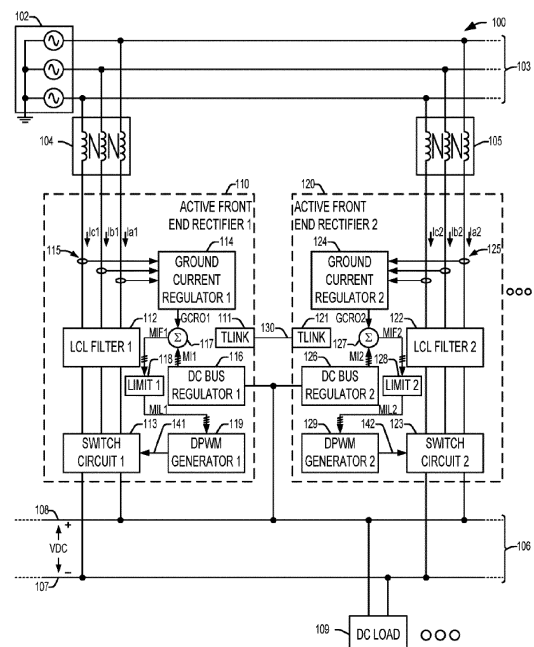 102
100
103
104
105
110
120
ACTIVE FRONT
END RECTIFIER 1
ACTIVE FRONT
END RECTIFIER 2
Ic1
Ib1
Ia1
Ic2
Ib2
Ia2
115
114
GROUND
CURRENT
REGULATOR 1
124
GROUND
CURRENT
REGULATOR 2
125
112
LCL FILTER 1
MIF1
GCRO1
Σ
117
111
TLINK
130
121
TLINK
GCRO2
Σ
127
MIF2
122
LCL FILTER 2
118
LIMIT 1
MI1
116
DC BUS
REGULATOR 1
126
DC BUS
REGULATOR 2
MI2
128
LIMIT 2
MIL1
MIL2
113
SWITCH
CIRCUIT 1
141
119
DPWM
GENERATOR 1
129
DPWM
GENERATOR 2
142
123
SWITCH
CIRCUIT 2
108
+
VDC
−
107
106
109
DC LOAD